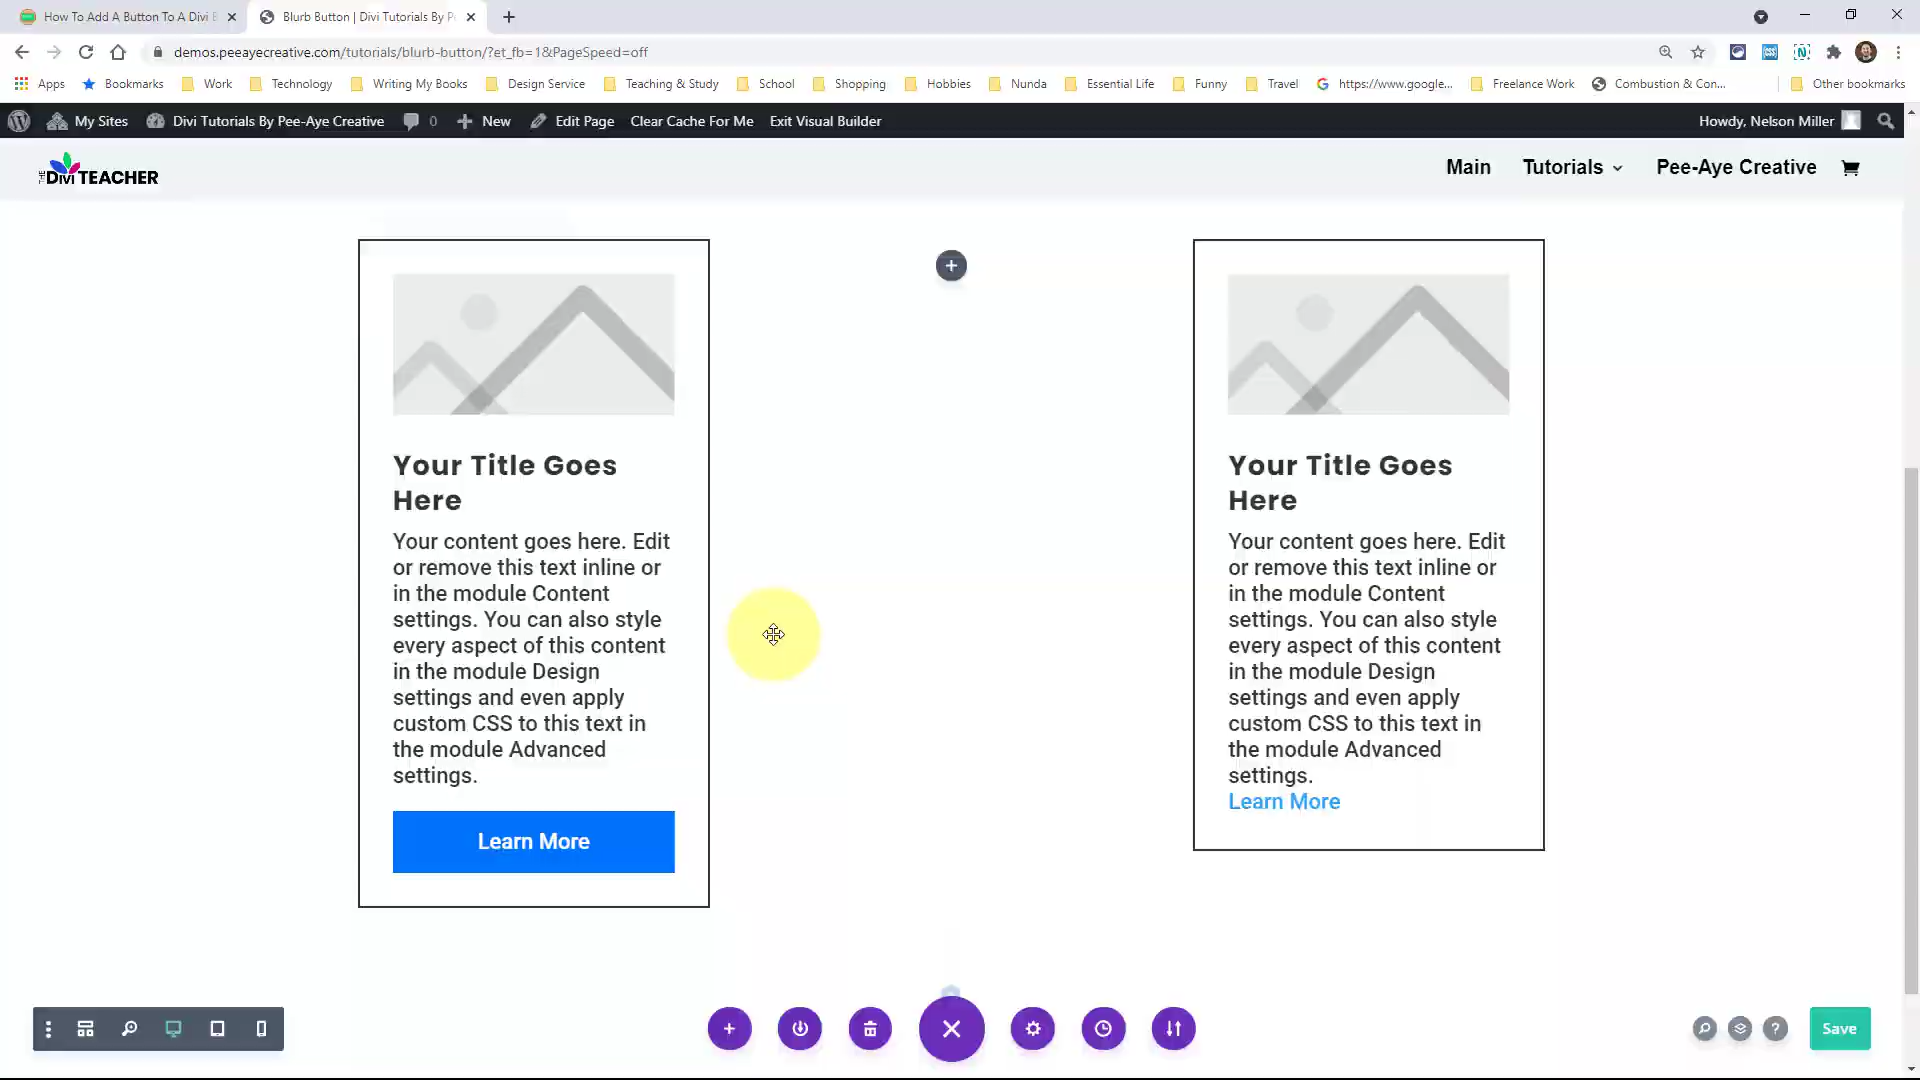 How To Add A Button To A Divi B
Blurb Button | Divi Tutorials By Pe
demos.peeayecreative.com/tutorials/blurb-button/?et_fb=1&PageSpeed=off
Apps Bookmarks Work Technology Writing My Books Design Service Teaching & Study School Shopping Hobbies Nunda Essential Life Funny Travel https://www.google... Freelance Work Combustion & Con... Other bookmarks
My Sites Divi Tutorials By Pee-Aye Creative 0 New Edit Page Clear Cache For Me Exit Visual Builder Howdy, Nelson Miller
THE DIVI TEACHER
Main Tutorials Pee-Aye Creative
Your Title Goes
Here
Your content goes here. Edit
or remove this text inline or
in the module Content
settings. You can also style
every aspect of this content
in the module Design
settings and even apply
custom CSS to this text in
the module Advanced
settings.
Learn More
Your Title Goes
Here
Your content goes here. Edit
or remove this text inline or
in the module Content
settings. You can also style
every aspect of this content
in the module Design
settings and even apply
custom CSS to this text in
the module Advanced
settings.
Learn More
Save